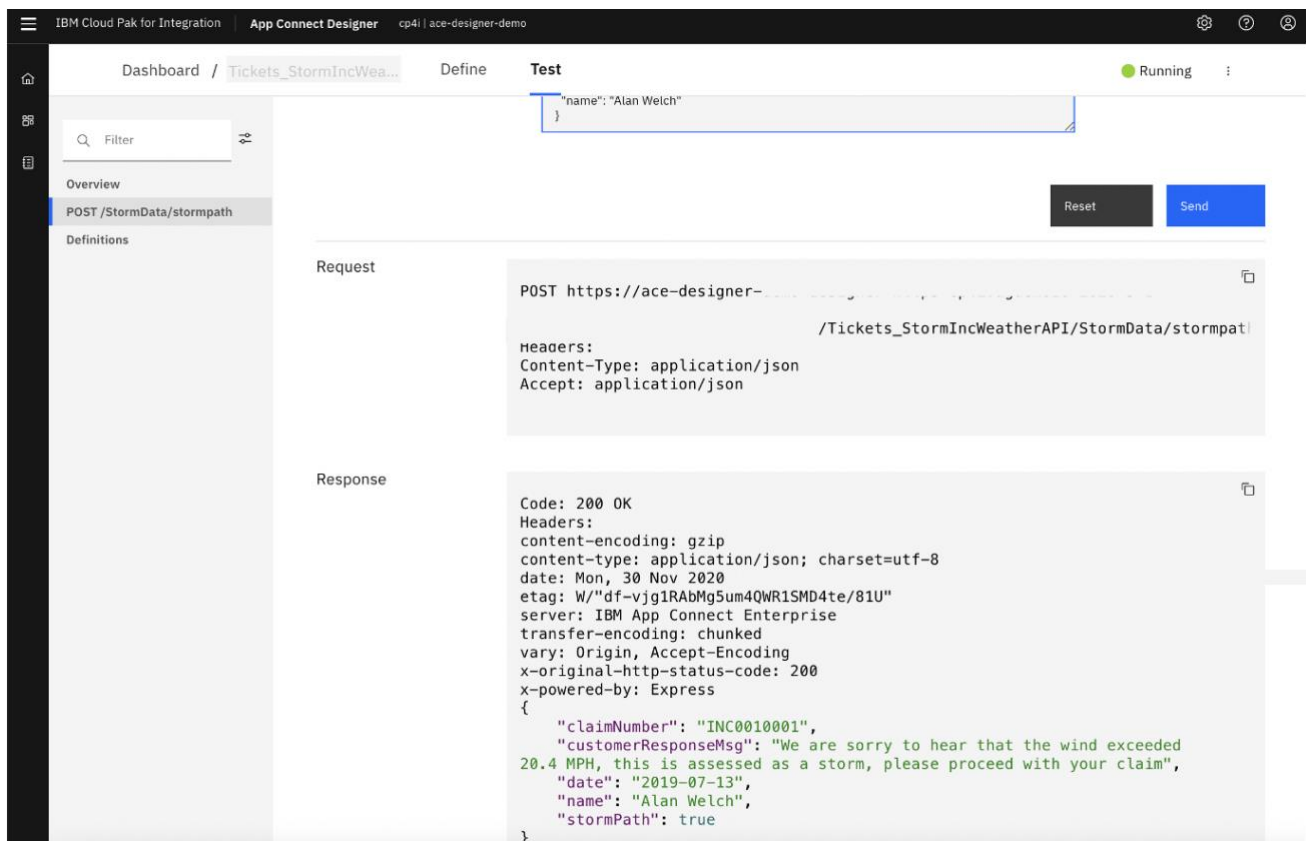 IBM Cloud Pak for Integration App Connect Designer cp4i | ace-designer-demo
Dashboard / Tickets_StormIncWea... Define Test Running
"name": "Alan Welch"
}
Filter
Overview
POST /StormData/stormpath
Definitions
Reset Send
Request
POST https://ace-designer-
/Tickets_StormIncWeatherAPI/StormData/stormpat
Headers:
Content-Type: application/json
Accept: application/json
Response
Code: 200 OK
Headers:
content-encoding: gzip
content-type: application/json; charset=utf-8
date: Mon, 30 Nov 2020
etag: W/"df-vjg1RAbMg5um4QWR1SMD4te/81U"
server: IBM App Connect Enterprise
transfer-encoding: chunked
vary: Origin, Accept-Encoding
x-original-http-status-code: 200
x-powered-by: Express
{
"claimNumber": "INC0010001",
"customerResponseMsg": "We are sorry to hear that the wind exceeded
20.4 MPH, this is assessed as a storm, please proceed with your claim",
"date": "2019-07-13",
"name": "Alan Welch",
"stormPath": true
}